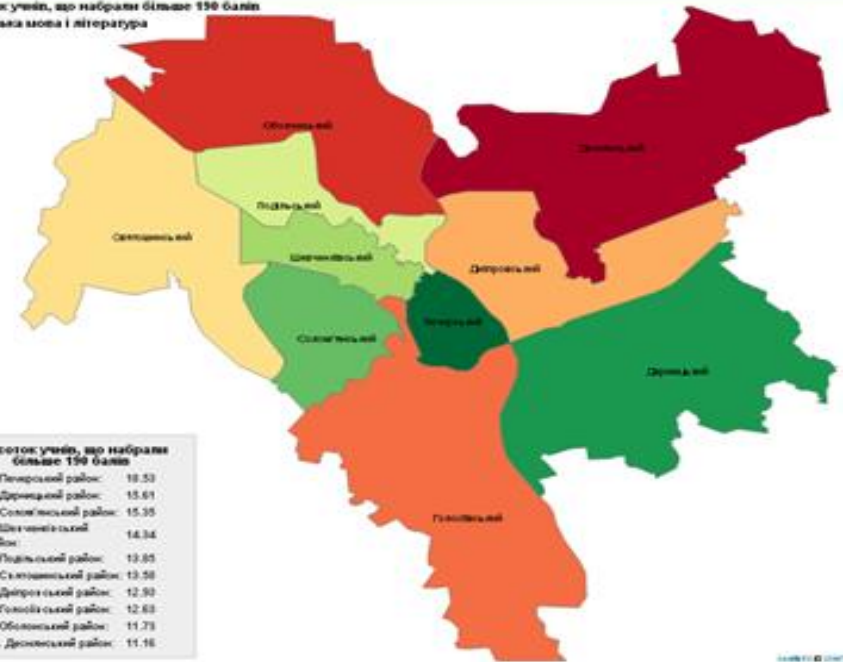 к учнів, що набрали більше 190 балів
ька мова і література
Оболонський
Деснянський
Подільський
Святошинський
Шевченківський
Дніпровський
Печерський
Солом'янський
Дарницький
Голосіївський
соток учнів, що набрали
більше 190 балів
Печерський район: 18.53
Дарницький район: 15.61
Солом'янський район: 15.35
Шевченківський
йон: 14.34
Подільський район: 13.85
Святошинський район: 13.58
Дніпровський район: 12.93
Голосіївський район: 12.63
Оболонський район: 11.73
Деснянський район: 11.16